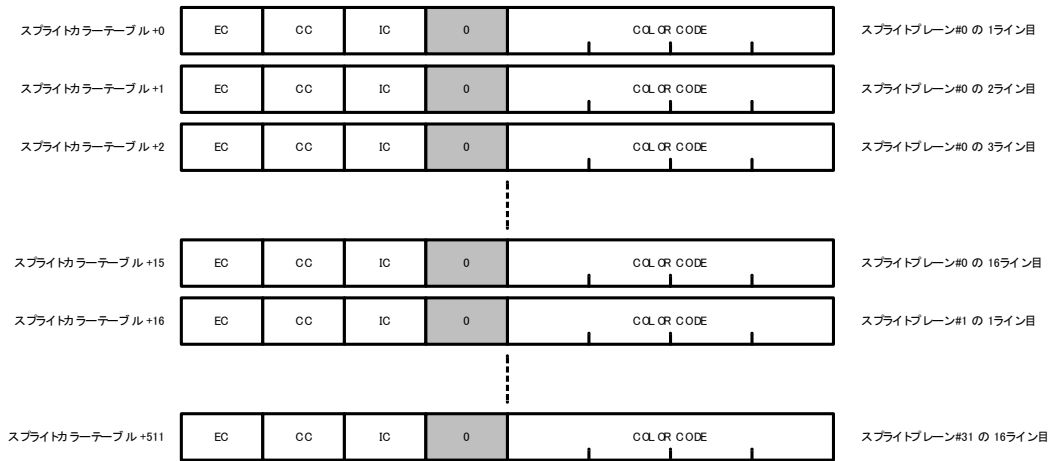 スプライトカラーテーブル +0 EC CC IC 0 COLOR CODE スプライトプレーン#0 の 1ライン目
スプライトカラーテーブル +1 EC CC IC 0 COLOR CODE スプライトプレーン#0 の 2ライン目
スプライトカラーテーブル +2 EC CC IC 0 COLOR CODE スプライトプレーン#0 の 3ライン目
スプライトカラーテーブル +15 EC CC IC 0 COLOR CODE スプライトプレーン#0 の 16ライン目
スプライトカラーテーブル +16 EC CC IC 0 COLOR CODE スプライトプレーン#1 の 1ライン目
スプライトカラーテーブル +511 EC CC IC 0 COLOR CODE スプライトプレーン#31 の 16ライン目